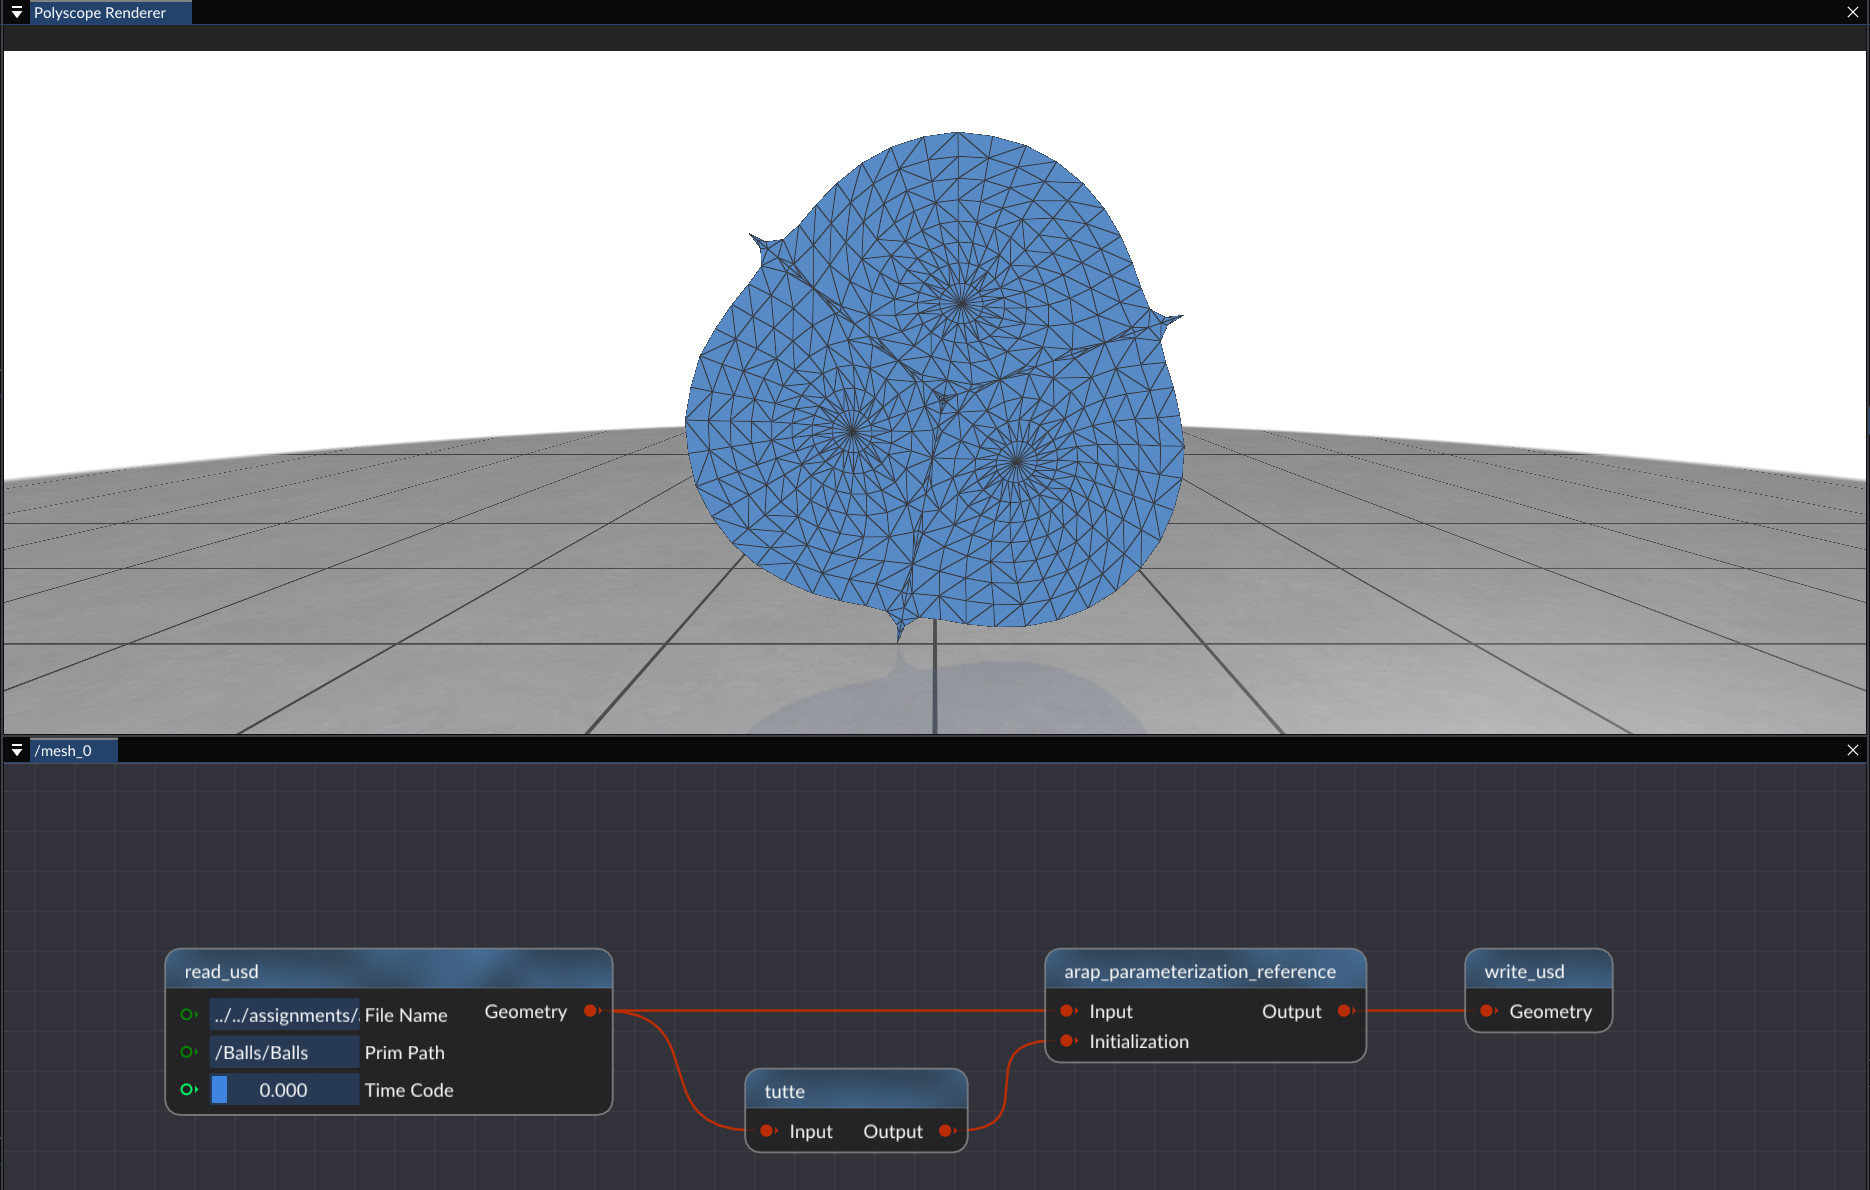 Polyscope Renderer
/mesh_0
read_usd
../../assignments/ File Name
Geometry
/Balls/Balls Prim Path
0.000 Time Code
tutte
Input Output
arap_parameterization_reference
Input Output
Initialization
write_usd
Geometry